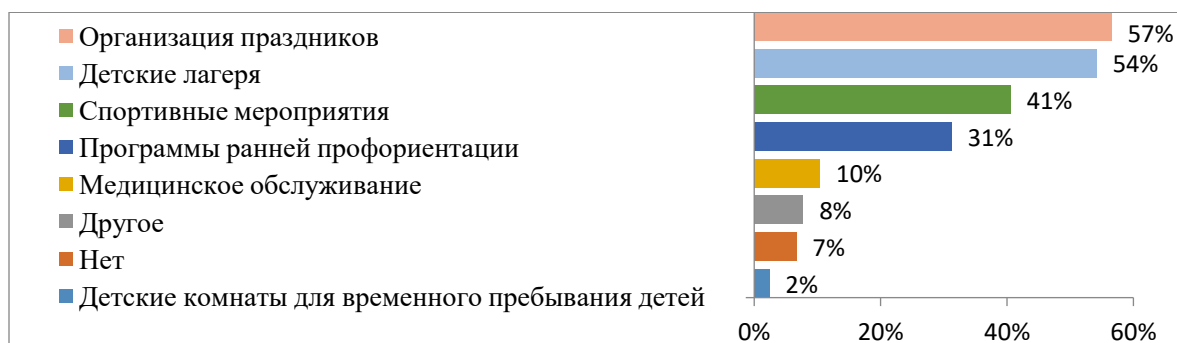 Организация праздников 57%
Детские лагеря 54%
Спортивные мероприятия 41%
Программы ранней профориентации 31%
Медицинское обслуживание 10%
Другое 8%
Нет 7%
Детские комнаты для временного пребывания детей 2%
0% 20% 40% 60%